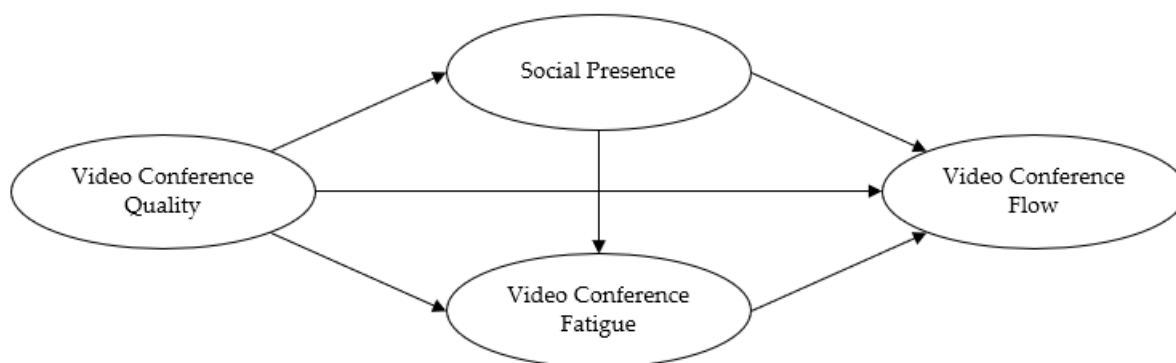 Social Presence
Video Conference
Quality
Video Conference
Flow
Video Conference
Fatigue